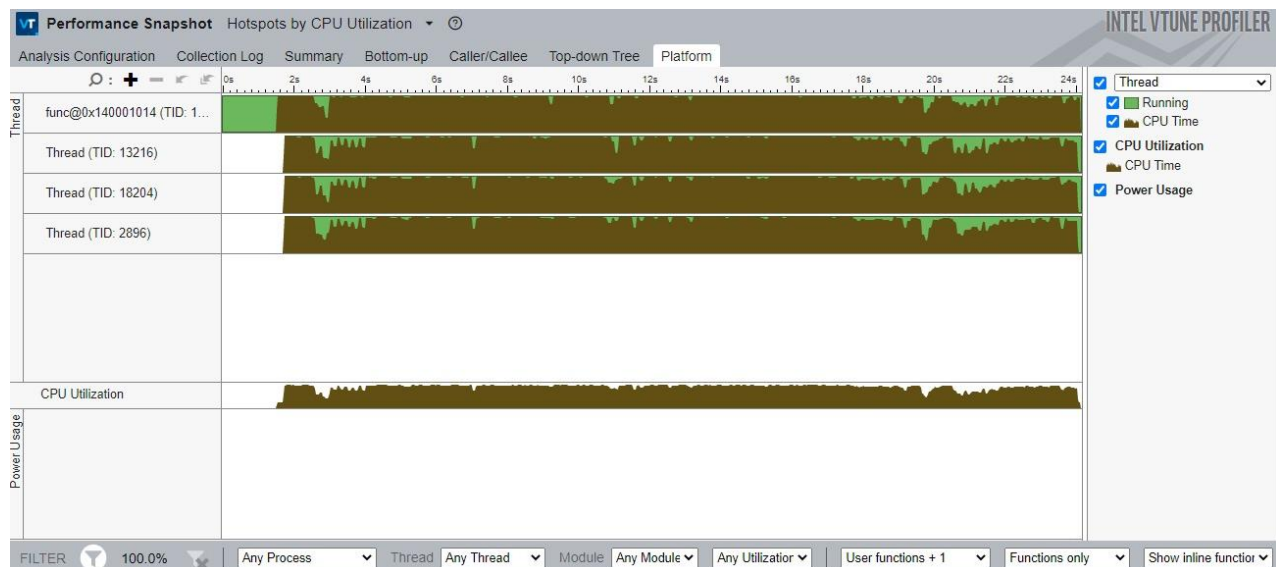 VT Performance Snapshot Hotspots by CPU Utilization
INTEL VTUNE PROFILER
Analysis Configuration Collection Log Summary Bottom-up Caller/Callee Top-down Tree Platform
0s 2s 4s 6s 8s 10s 12s 14s 16s 18s 20s 22s 24s
Thread
func@0x140001014 (TID: 1...
Thread (TID: 13216)
Thread (TID: 18204)
Thread (TID: 2896)
CPU Utilization
Power Usage
Thread
Running
CPU Time
CPU Utilization
CPU Time
Power Usage
FILTER 100.0% Any Process Thread Any Thread Module Any Module Any Utilization User functions + 1 Functions only Show inline function